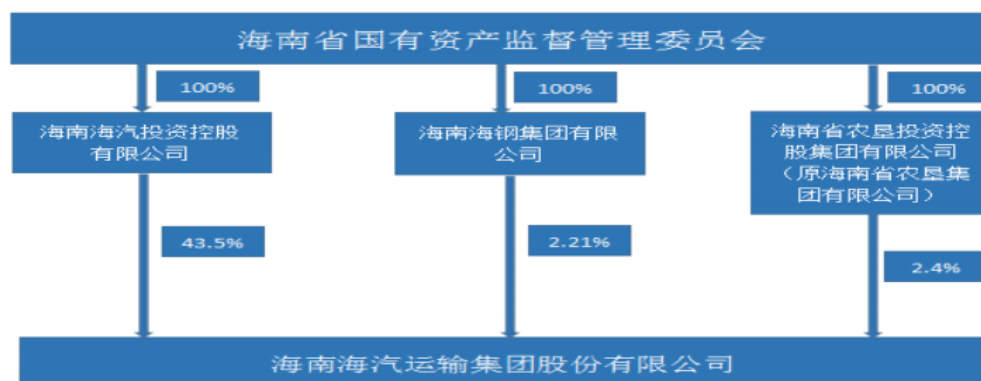 海南省国有资产监督管理委员会
100%
100%
100%
海南海汽投资控股
有限公司
海南海钢集团有限
公司
海南省农垦投资控
股集团有限公司
（原海南省农垦集
团有限公司）
43.5%
2.21%
2.4%
海南海汽运输集团股份有限公司